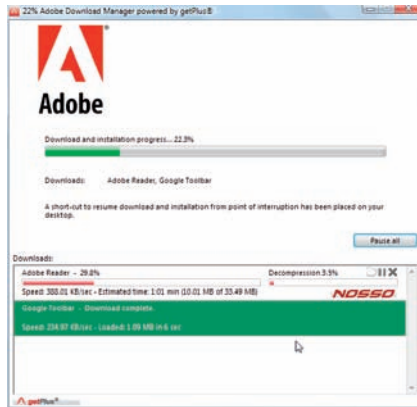 22% Adobe Download Manager powered by getPlus®
Adobe
Download and installation progress... 22.3%
Downloads: Adobe Reader, Google Toolbar
A short-cut to resume download and installation from point of interruption has been placed on your
desktop.
Pause all
Downloads:
Adobe Reader - 29.8% Decompression 3.5%
Speed: 388.01 KB/sec - Estimated time: 1:01 min (10.01 MB of 33.49 MB) NOSSO
Google Toolbar - Download complete.
Speed: 234.97 KB/sec - Loaded: 1.09 MB in 6 sec
getPlus®